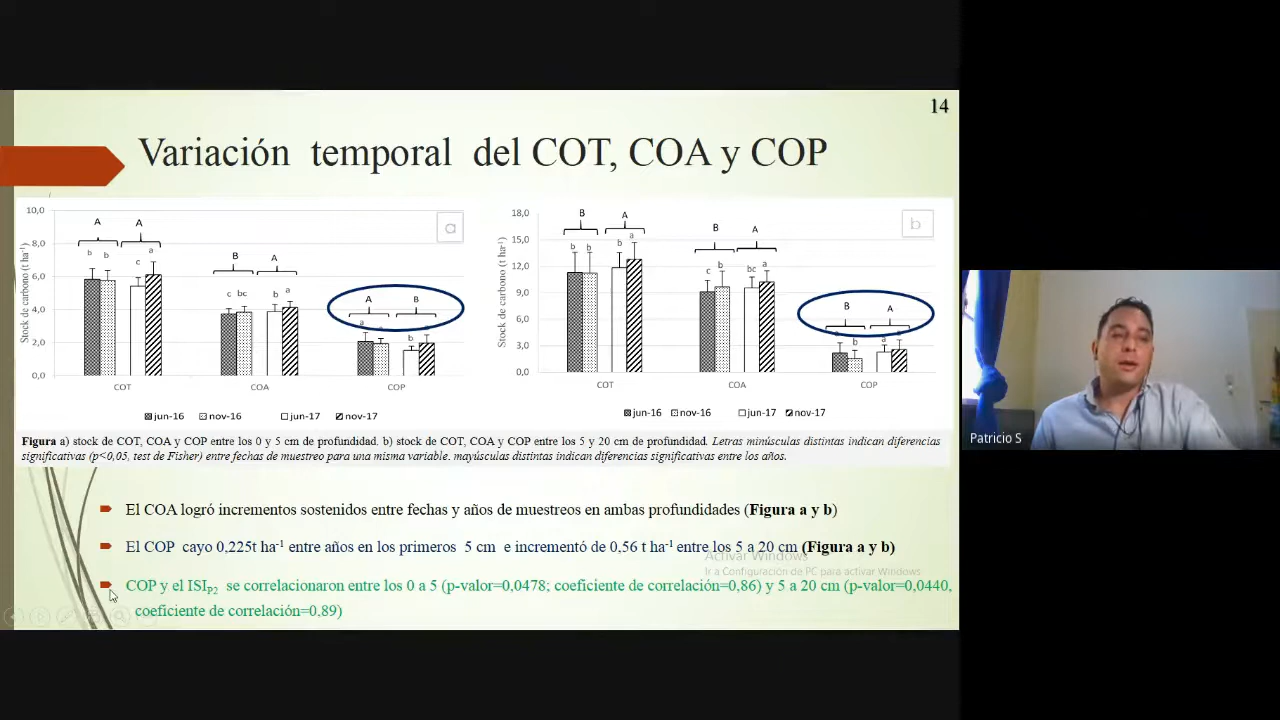 14
Variación temporal del COT, COA y COP
10,0
8,0
6,0
4,0
2,0
0,0
Stock de carbono (t ha⁻¹)
a
A A
b b c a
B A
c bc b a
A B
a a b a
COT COA COP
jun-16 nov-16 jun-17 nov-17
18,0
15,0
12,0
9,0
6,0
3,0
0,0
Stock de carbono (t ha⁻¹)
b
B A
b b b a
B A
c b bc a
B A
b a
COT COA COP
jun-16 nov-16 jun-17 nov-17
Figura a) stock de COT, COA y COP entre los 0 y 5 cm de profundidad. b) stock de COT, COA y COP entre los 5 y 20 cm de profundidad. Letras minúsculas distintas indican diferencias
significativas (p<0,05, test de Fisher) entre fechas de muestreo para una misma variable. mayúsculas distintas indican diferencias significativas entre los años.
El COA logró incrementos sostenidos entre fechas y años de muestreos en ambas profundidades (Figura a y b)
El COP cayo 0,225t ha⁻¹ entre años en los primeros 5 cm e incrementó de 0,56 t ha⁻¹ entre los 5 a 20 cm (Figura a y b)
Activar Windows
Ir a Configuración de PC para activar Windows
COP y el ISI_P2 se correlacionaron entre los 0 a 5 (p-valor=0,0478; coeficiente de correlación=0,86) y 5 a 20 cm (p-valor=0,0440,
coeficiente de correlación=0,89)
Patricio S